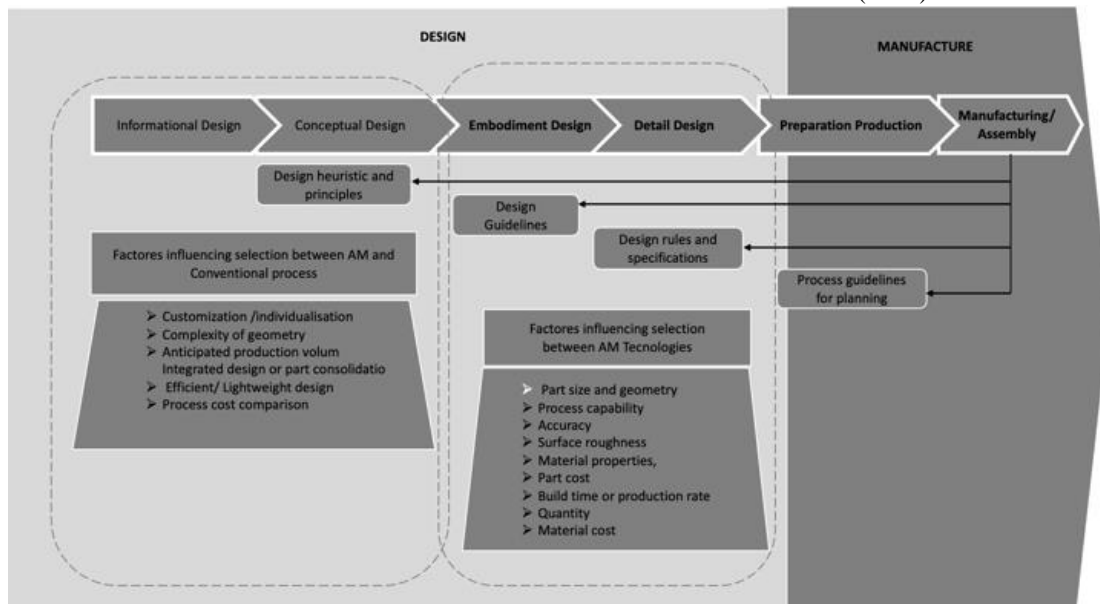 DESIGN
MANUFACTURE
Informational Design
Conceptual Design
Embodiment Design
Detail Design
Preparation Production
Manufacturing/
Assembly
Design heuristic and
principles
Design
Guidelines
Design rules and
specifications
Process guidelines
for planning
Factores influencing selection between AM and
Conventional process
➢ Customization /individualisation
➢ Complexity of geometry
➢ Anticipated production volum
Integrated design or part consolidatio
➢ Efficient/ Lightweight design
➢ Process cost comparison
Factores influencing selection
between AM Tecnologies
➢ Part size and geometry
➢ Process capability
➢ Accuracy
➢ Surface roughness
➢ Material properties,
➢ Part cost
➢ Build time or production rate
➢ Quantity
➢ Material cost